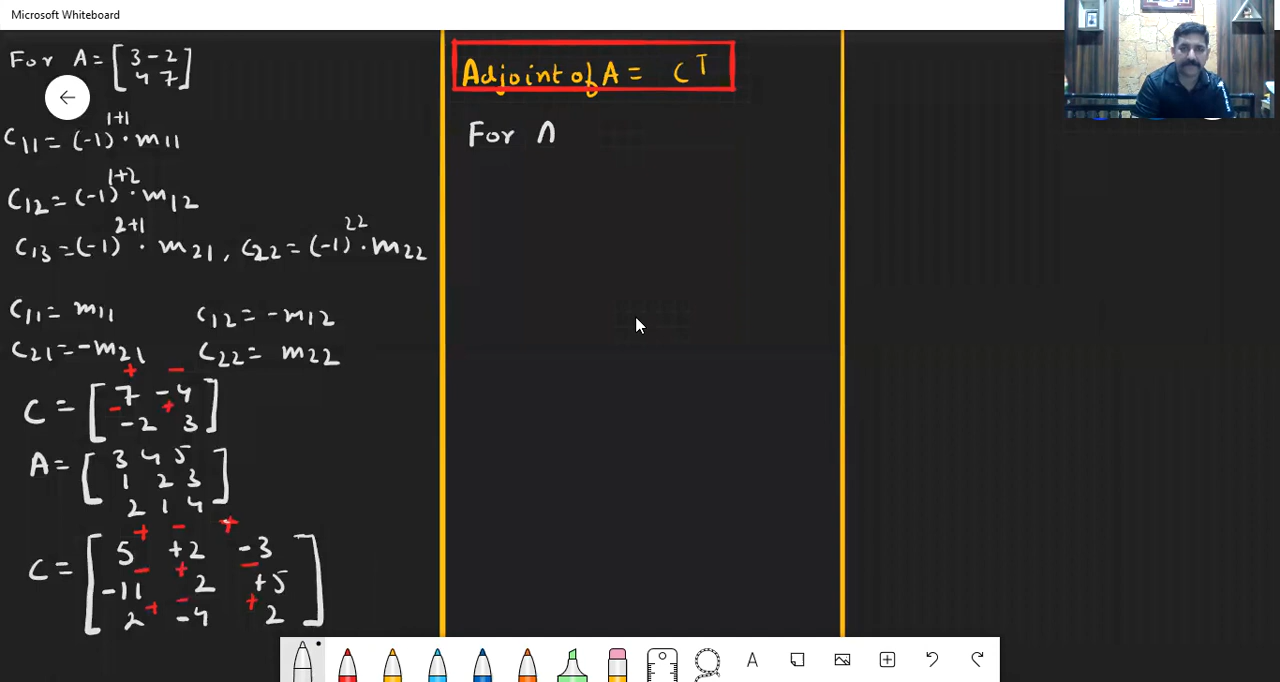 Microsoft Whiteboard
For A = [ 3 -2
4 7 ]
C11 = (-1)^1+1 . m11
C12 = (-1)^1+2 . m12
C13 = (-1)^2+1 . m21 , C22 = (-1)^22 . m22
C11 = m11 C12 = -m12
C21 = -m21 C22 = m22
+ -
C = [ 7 -4
- +
-2 3 ]
A = [ 3 4 5
1 2 3
2 1 4 ]
+ - +
C = [ 5 +2 -3
- + -
-11 2 +5
+ - +
2 -4 2 ]
Adjoint of A = C^T
For